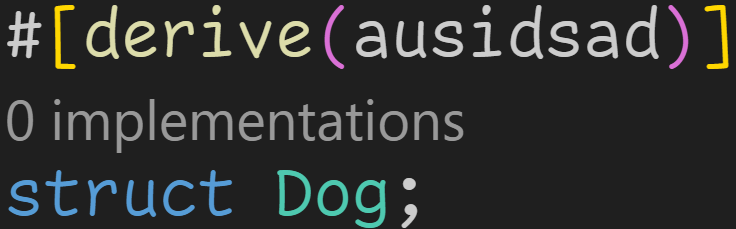 #[derive(ausidsad)]
0 implementations
struct Dog;